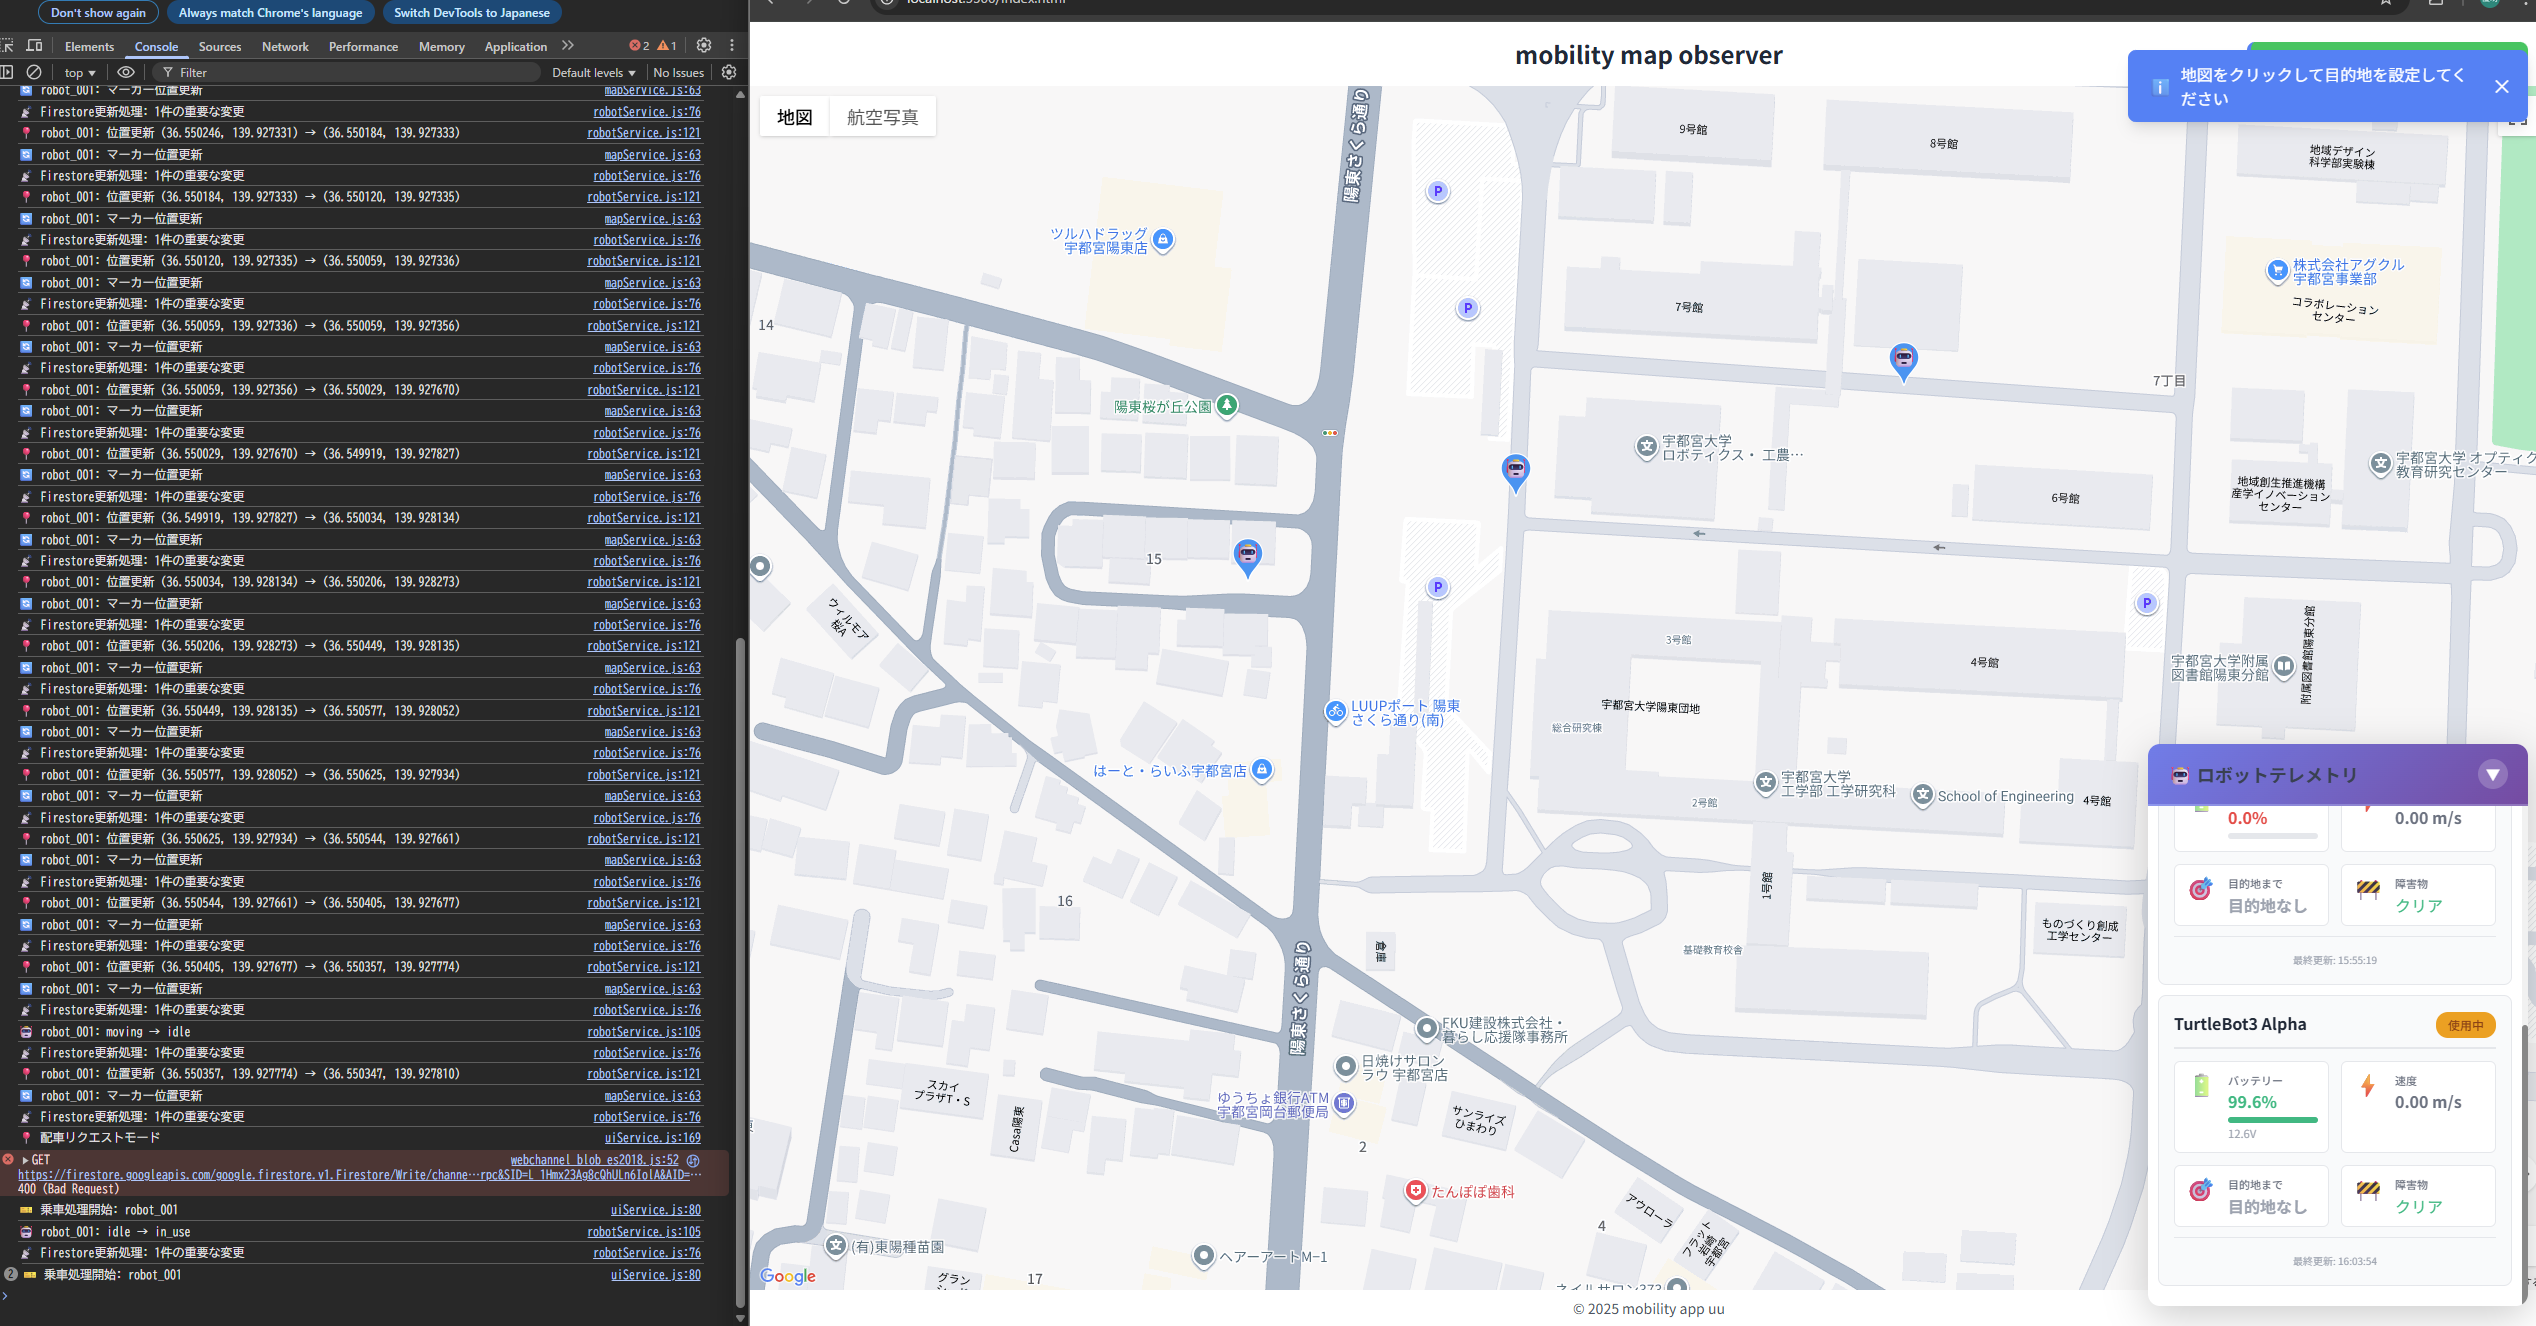 Don't show again
Always match Chrome's language
Switch DevTools to Japanese
Elements
Console
Sources
Network
Performance
Memory
Application
2
1
top
Filter
Default levels
No Issues
robot_001: マーカー位置更新 mapService.js:63
Firestore更新処理: 1件の重要な変更 robotService.js:76
robot_001: 位置更新 (36.550246, 139.927331) → (36.550184, 139.927333) robotService.js:121
robot_001: マーカー位置更新 mapService.js:63
Firestore更新処理: 1件の重要な変更 robotService.js:76
robot_001: 位置更新 (36.550184, 139.927333) → (36.550120, 139.927335) robotService.js:121
robot_001: マーカー位置更新 mapService.js:63
Firestore更新処理: 1件の重要な変更 robotService.js:76
robot_001: 位置更新 (36.550120, 139.927335) → (36.550059, 139.927336) robotService.js:121
robot_001: マーカー位置更新 mapService.js:63
Firestore更新処理: 1件の重要な変更 robotService.js:76
robot_001: 位置更新 (36.550059, 139.927336) → (36.550059, 139.927356) robotService.js:121
robot_001: マーカー位置更新 mapService.js:63
Firestore更新処理: 1件の重要な変更 robotService.js:76
robot_001: 位置更新 (36.550059, 139.927356) → (36.550029, 139.927670) robotService.js:121
robot_001: マーカー位置更新 mapService.js:63
Firestore更新処理: 1件の重要な変更 robotService.js:76
robot_001: 位置更新 (36.550029, 139.927670) → (36.549919, 139.927827) robotService.js:121
robot_001: マーカー位置更新 mapService.js:63
Firestore更新処理: 1件の重要な変更 robotService.js:76
robot_001: 位置更新 (36.549919, 139.927827) → (36.550034, 139.928134) robotService.js:121
robot_001: マーカー位置更新 mapService.js:63
Firestore更新処理: 1件の重要な変更 robotService.js:76
robot_001: 位置更新 (36.550034, 139.928134) → (36.550206, 139.928273) robotService.js:121
robot_001: マーカー位置更新 mapService.js:63
Firestore更新処理: 1件の重要な変更 robotService.js:76
robot_001: 位置更新 (36.550206, 139.928273) → (36.550449, 139.928135) robotService.js:121
robot_001: マーカー位置更新 mapService.js:63
Firestore更新処理: 1件の重要な変更 robotService.js:76
robot_001: 位置更新 (36.550449, 139.928135) → (36.550577, 139.928052) robotService.js:121
robot_001: マーカー位置更新 mapService.js:63
Firestore更新処理: 1件の重要な変更 robotService.js:76
robot_001: 位置更新 (36.550577, 139.928052) → (36.550625, 139.927934) robotService.js:121
robot_001: マーカー位置更新 mapService.js:63
Firestore更新処理: 1件の重要な変更 robotService.js:76
robot_001: 位置更新 (36.550625, 139.927934) → (36.550544, 139.927661) robotService.js:121
robot_001: マーカー位置更新 mapService.js:63
Firestore更新処理: 1件の重要な変更 robotService.js:76
robot_001: 位置更新 (36.550544, 139.927661) → (36.550405, 139.927677) robotService.js:121
robot_001: マーカー位置更新 mapService.js:63
Firestore更新処理: 1件の重要な変更 robotService.js:76
robot_001: 位置更新 (36.550405, 139.927677) → (36.550357, 139.927774) robotService.js:121
robot_001: マーカー位置更新 mapService.js:63
Firestore更新処理: 1件の重要な変更 robotService.js:76
robot_001: moving → idle robotService.js:105
Firestore更新処理: 1件の重要な変更 robotService.js:76
robot_001: 位置更新 (36.550357, 139.927774) → (36.550347, 139.927810) robotService.js:121
robot_001: マーカー位置更新 mapService.js:63
Firestore更新処理: 1件の重要な変更 robotService.js:76
配車リクエストモード uiService.js:169
GET webchannel_blob_es2018.js:52
https://firestore.googleapis.com/google.firestore.v1.Firestore/Write/channe…rpc&SID=L_1Hmx23Ag8cQhULn6IolA&AID=…
400 (Bad Request)
乗車処理開始: robot_001 uiService.js:80
robot_001: idle → in_use robotService.js:105
Firestore更新処理: 1件の重要な変更 robotService.js:76
2 乗車処理開始: robot_001 uiService.js:80
mobility map observer
地図をクリックして目的地を設定してく
ださい
地図
航空写真
陽東さくら通り
9号館
8号館
地域デザイン
科学部実験棟
P
ツルハドラッグ
宇都宮陽東店
株式会社アグクル
宇都宮事業部
コラボレーション
センター
14
P
7号館
7丁目
陽東桜が丘公園
宇都宮大学
ロボティクス・ 工農…
宇都宮大学 オプティク
教育研究センター
6号館
地域創生推進機構
産学イノベーション
センター
15
P
P
ウィルモア
桜A
3号館
4号館
宇都宮大学附属
図書館陽東分館
附属図書館陽東分館
LUUPポート 陽東
さくら通り(南)
宇都宮大学陽東団地
総合研究棟
はーと・らいふ宇都宮店
宇都宮大学
工学部 工学研究科
School of Engineering
4号館
2号館
1号館
16
ものづくり創成
工学センター
基礎教育校舎
倉庫
陽東さくら通り
EKU建設株式会社・
暮らし応援隊事務所
日焼けサロン
ラウ 宇都宮店
スカイ
プラザT・S
Casa陽東
ゆうちょ銀行ATM
宇都宮岡台郵便局
サンライズ
ひまわり
2
たんぽぽ歯科
アウローラ
4
フラット
岩崎
宇都宮
(有)東陽種苗園
ヘアーアートM−1
グラン
17
ネイルサロン273
Google
© 2025 mobility app uu
ロボットテレメトリ
▼
0.0%
0.00 m/s
目的地まで
目的地なし
障害物
クリア
最終更新: 15:55:19
TurtleBot3 Alpha
使用中
バッテリー
99.6%
12.6V
速度
0.00 m/s
目的地まで
目的地なし
障害物
クリア
最終更新: 16:03:54